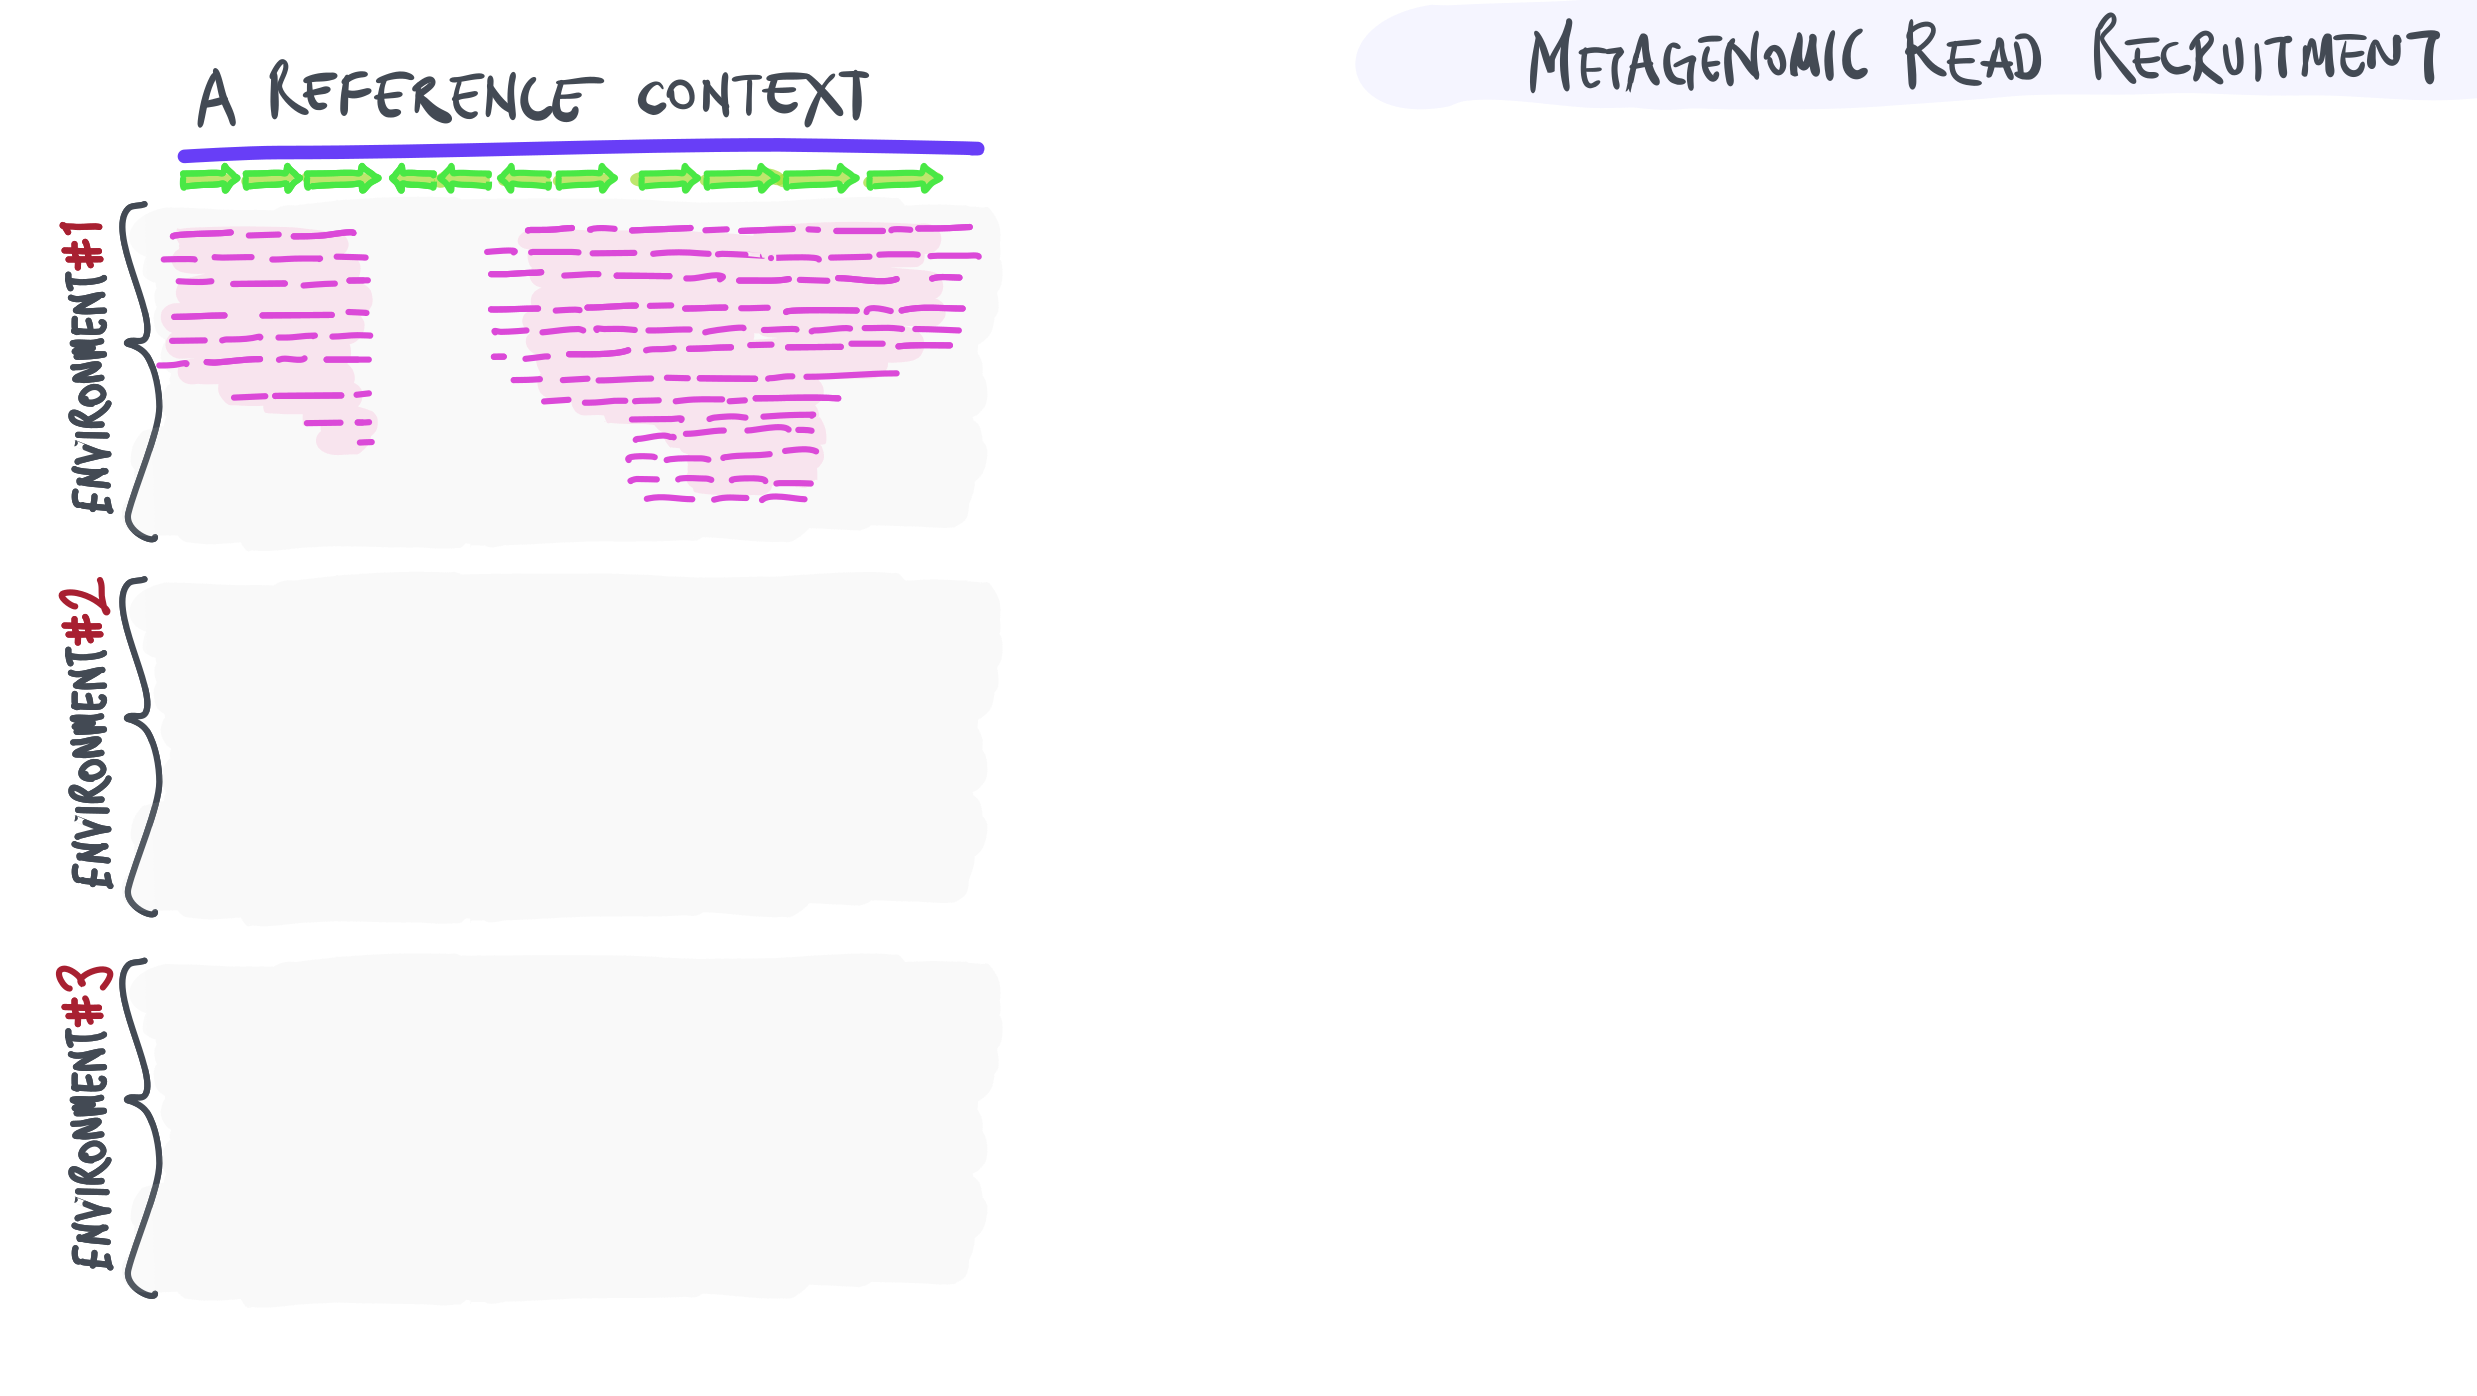 METAGENOMIC READ RECRUITMENT
A REFERENCE CONTEXT
ENVIRONMENT #1
ENVIRONMENT #2
ENVIRONMENT #3